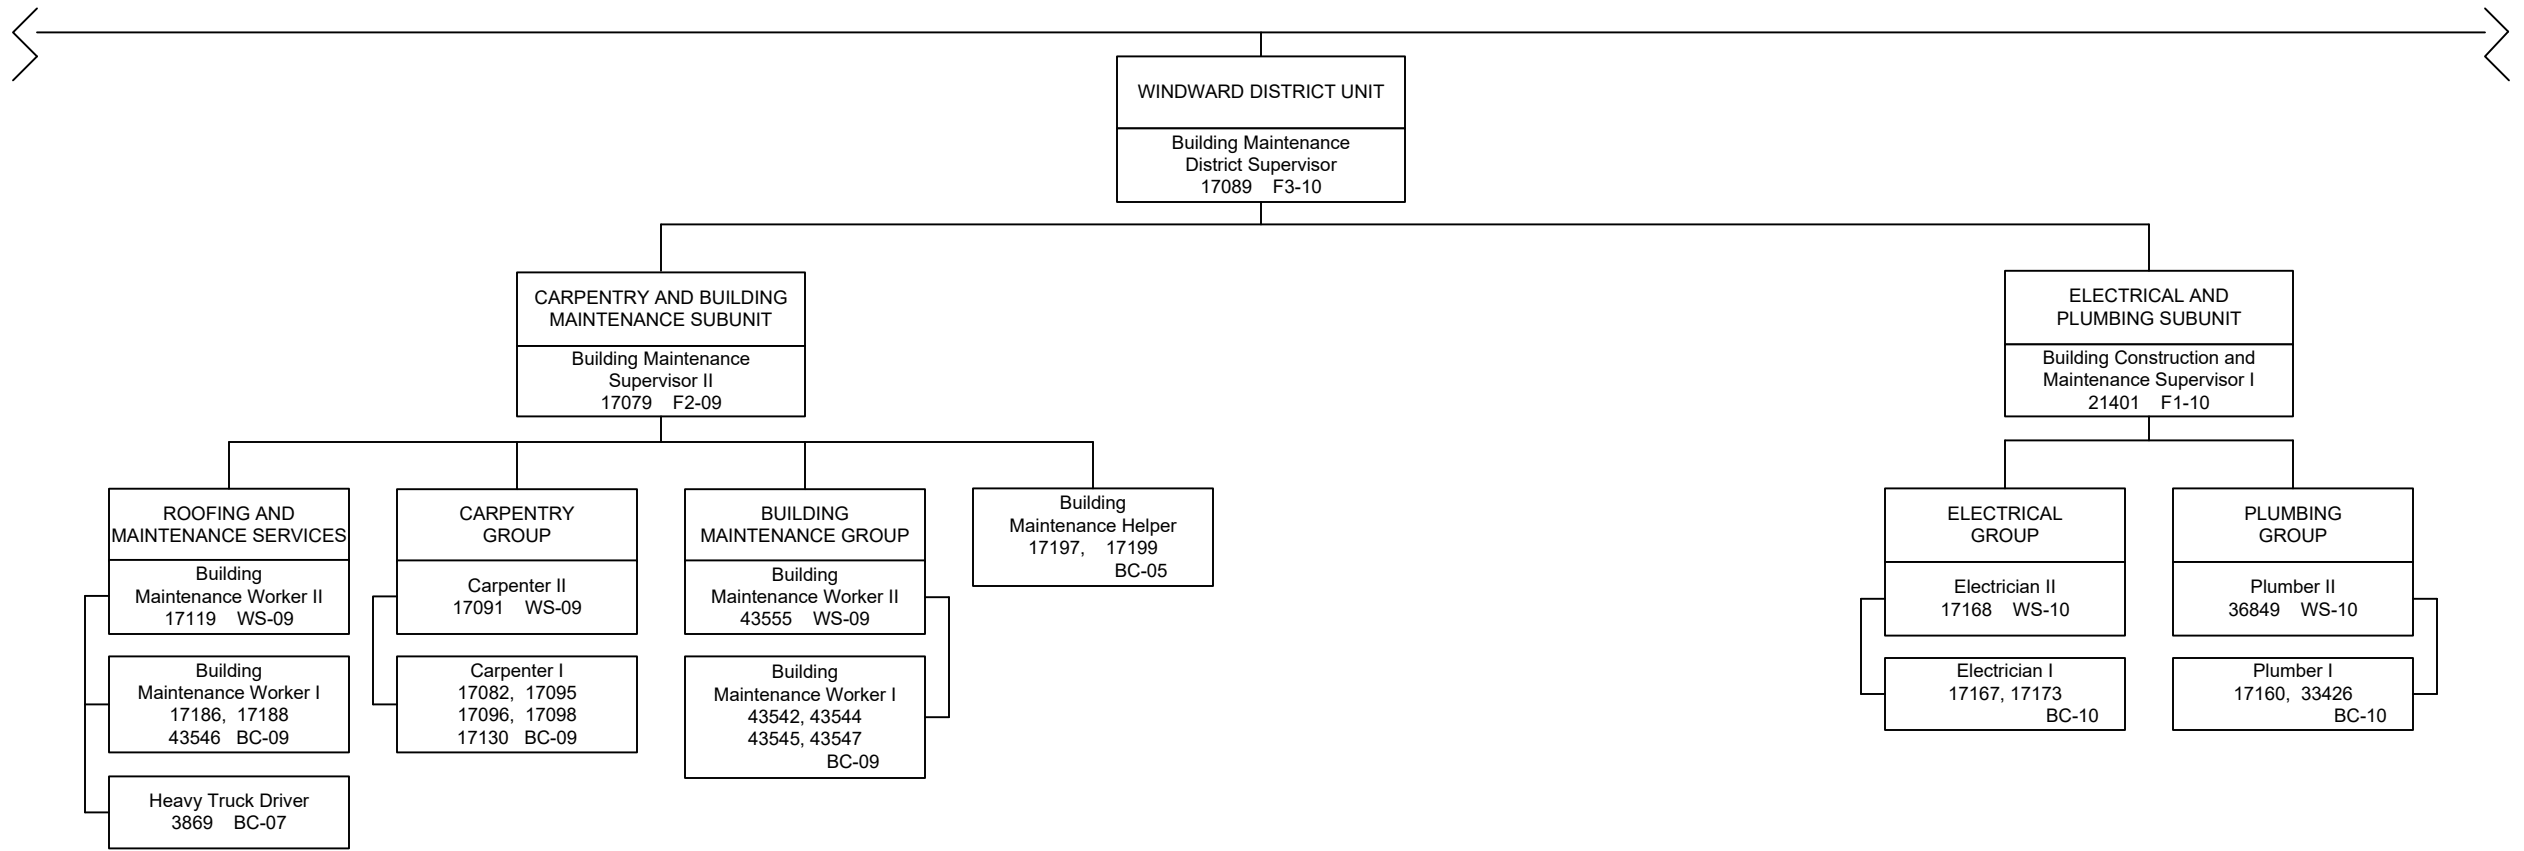 WINDWARD DISTRICT UNIT
Building Maintenance
District Supervisor
17089 F3-10
CARPENTRY AND BUILDING
MAINTENANCE SUBUNIT
Building Maintenance
Supervisor II
17079 F2-09
ELECTRICAL AND
PLUMBING SUBUNIT
Building Construction and
Maintenance Supervisor I
21401 F1-10
ROOFING AND
MAINTENANCE SERVICES
Building
Maintenance Worker II
17119 WS-09
Building
Maintenance Worker I
17186, 17188
43546 BC-09
Heavy Truck Driver
3869 BC-07
CARPENTRY
GROUP
Carpenter II
17091 WS-09
Carpenter I
17082, 17095
17096, 17098
17130 BC-09
BUILDING
MAINTENANCE GROUP
Building
Maintenance Worker II
43555 WS-09
Building
Maintenance Worker I
43542, 43544
43545, 43547
BC-09
Building
Maintenance Helper
17197, 17199
BC-05
ELECTRICAL
GROUP
Electrician II
17168 WS-10
Electrician I
17167, 17173
BC-10
PLUMBING
GROUP
Plumber II
36849 WS-10
Plumber I
17160, 33426
BC-10